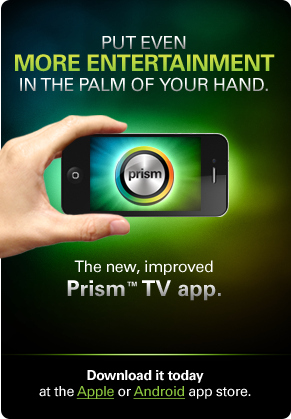 PUT EVEN
MORE ENTERTAINMENT
IN THE PALM OF YOUR HAND.
prism
The new, improved
Prism™ TV app.
Download it today
at the Apple or Android app store.